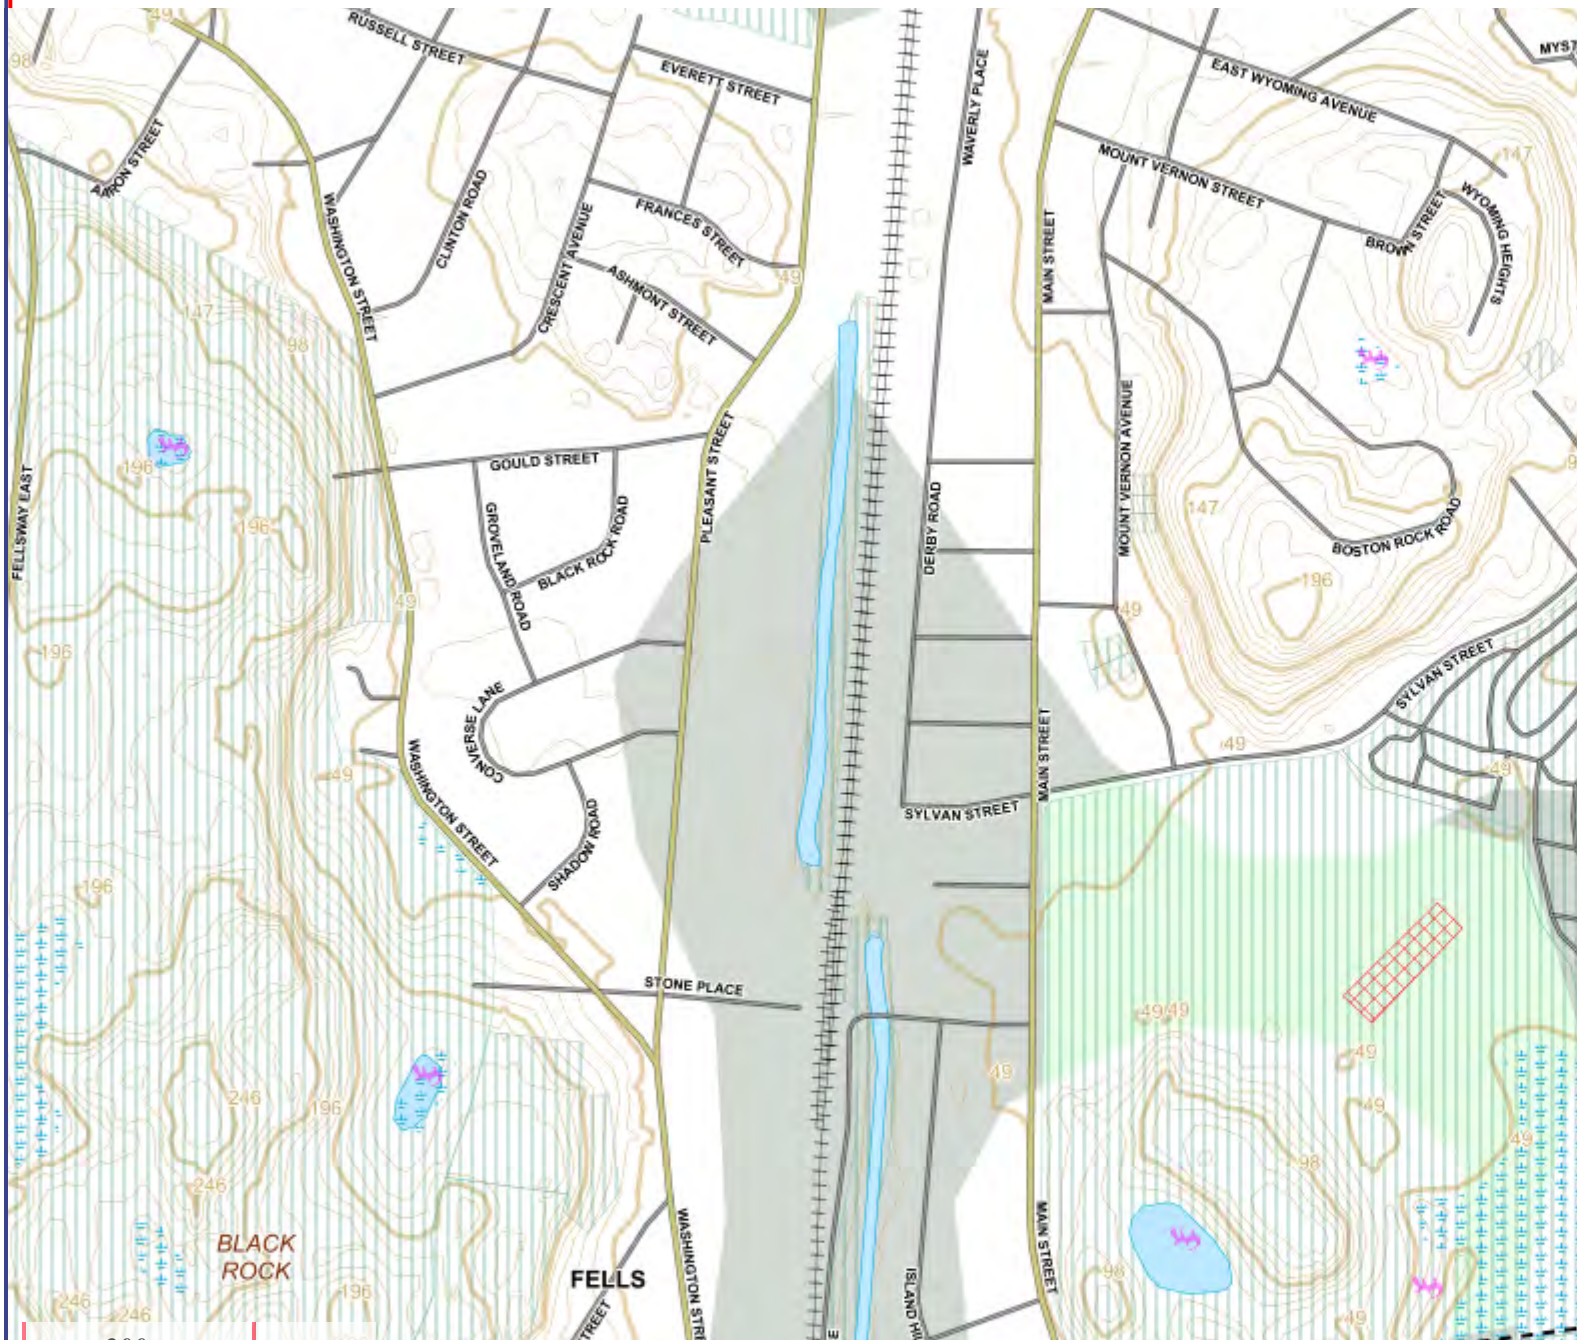 49
RUSSELL STREET
EVERETT STREET
WAVERLY PLACE
EAST WYOMING AVENUE
98
AARON STREET
WASHINGTON STREET
CLINTON ROAD
CRESCENT AVENUE
FRANCES STREET
ASHMONT STREET
49
MAIN STREET
MOUNT VERNON STREET
147
BROWN STREET
WYOMING HEIGHTS
147
98
196
196
FELLSWAY EAST
GOULD STREET
PLEASANT STREET
GROVELAND ROAD
BLACK ROCK ROAD
DERBY ROAD
MOUNT VERNON AVENUE
147
BOSTON ROCK ROAD
196
49
49
196
CONVERSE LANE
SHADOW ROAD
WASHINGTON STREET
49
MAIN STREET
SYLVAN STREET
SYLVAN STREET
49
49
196
STONE PLACE
49
49
49
49
49
49
246
196
246
98
98
BLACK
ROCK
FELLS
WASHINGTON STRE
MAIN STREET
246
246
196
49